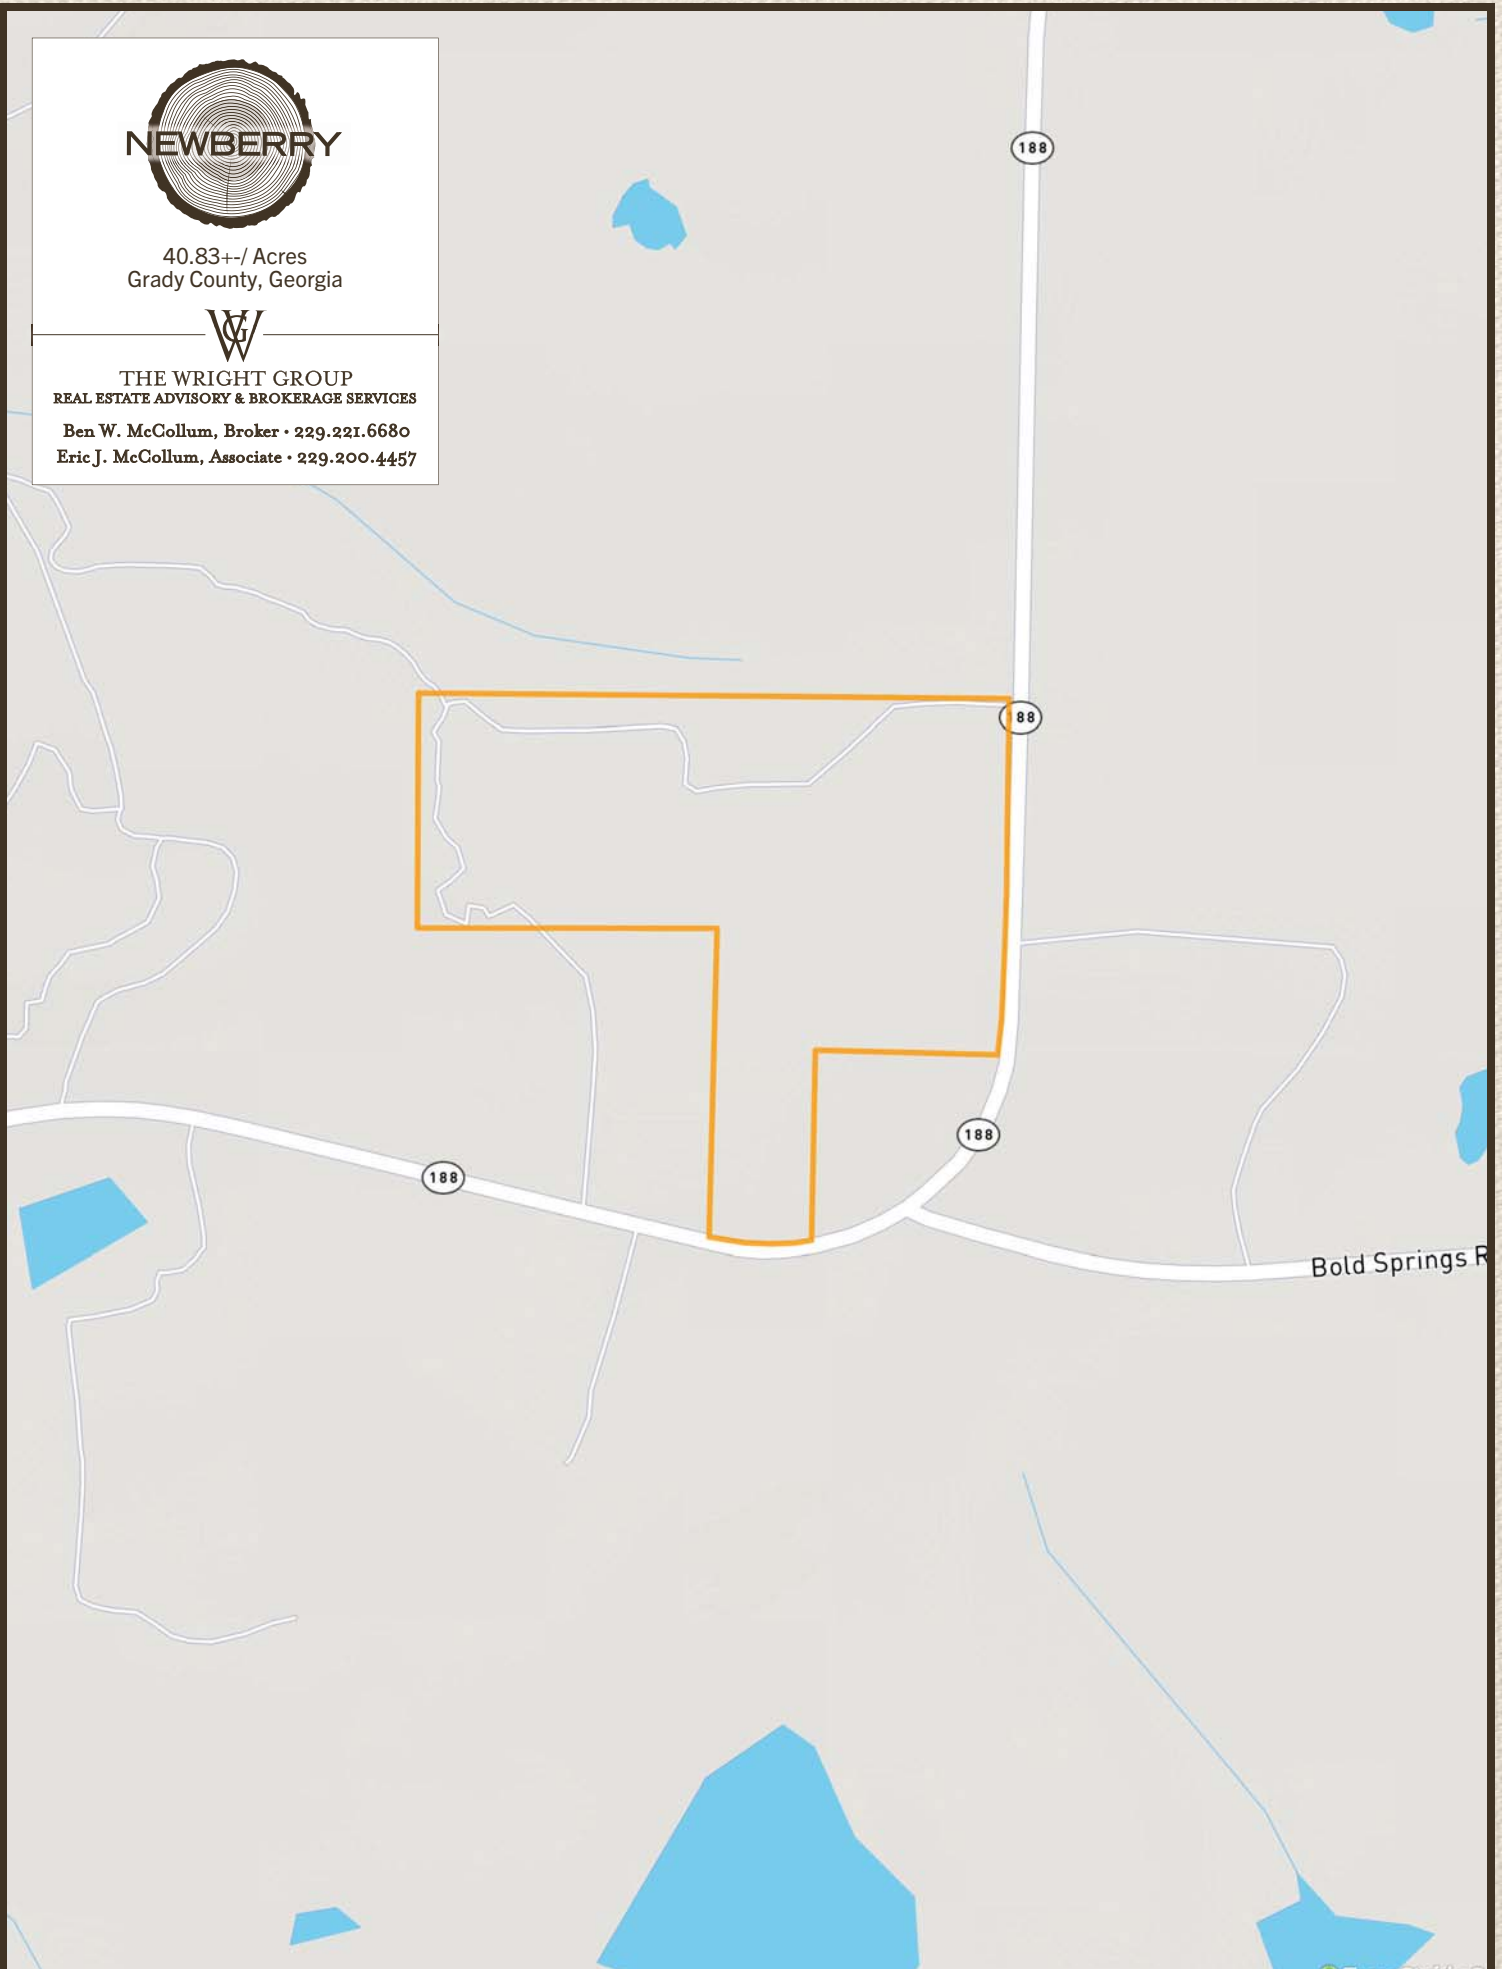 NEWBERRY
40.83+-/ Acres
Grady County, Georgia
WG
THE WRIGHT GROUP
REAL ESTATE ADVISORY & BROKERAGE SERVICES
Ben W. McCollum, Broker • 229.221.6680
Eric J. McCollum, Associate • 229.200.4457
188
188
188
188
Bold Springs R